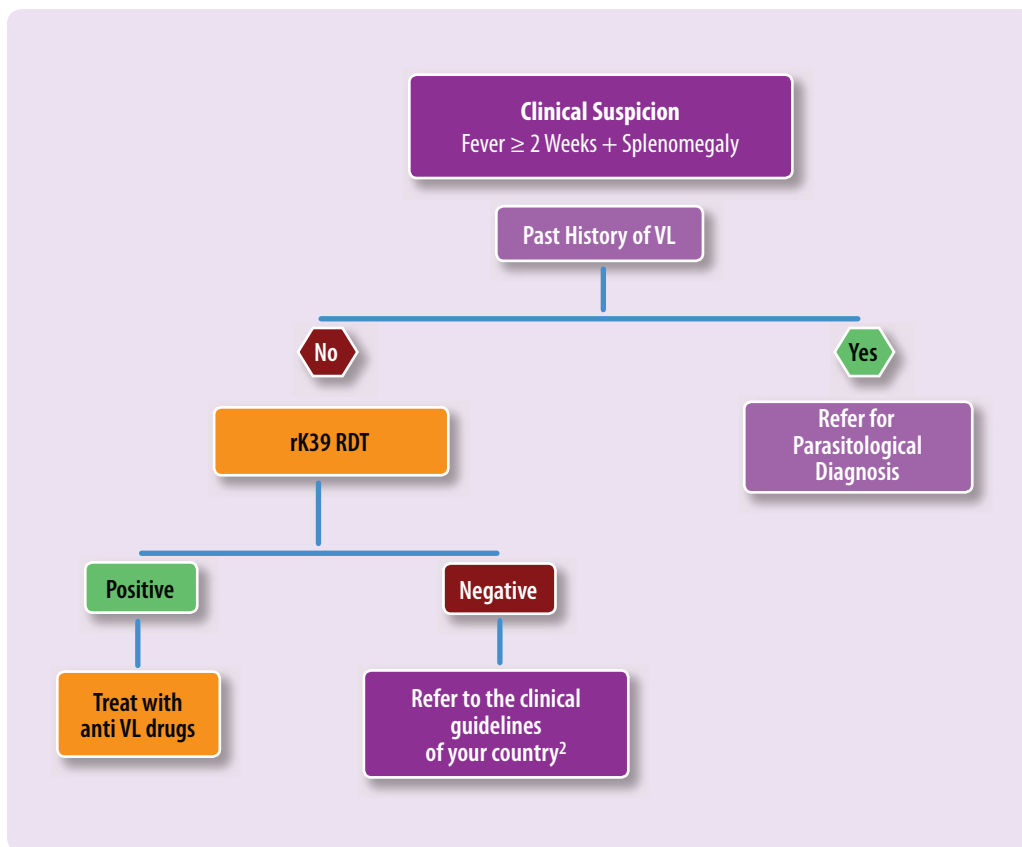 Clinical Suspicion
Fever ≥ 2 Weeks + Splenomegaly
Past History of VL
No
Yes
rK39 RDT
Refer for
Parasitological
Diagnosis
Positive
Negative
Treat with
anti VL drugs
Refer to the clinical
guidelines
of your country²